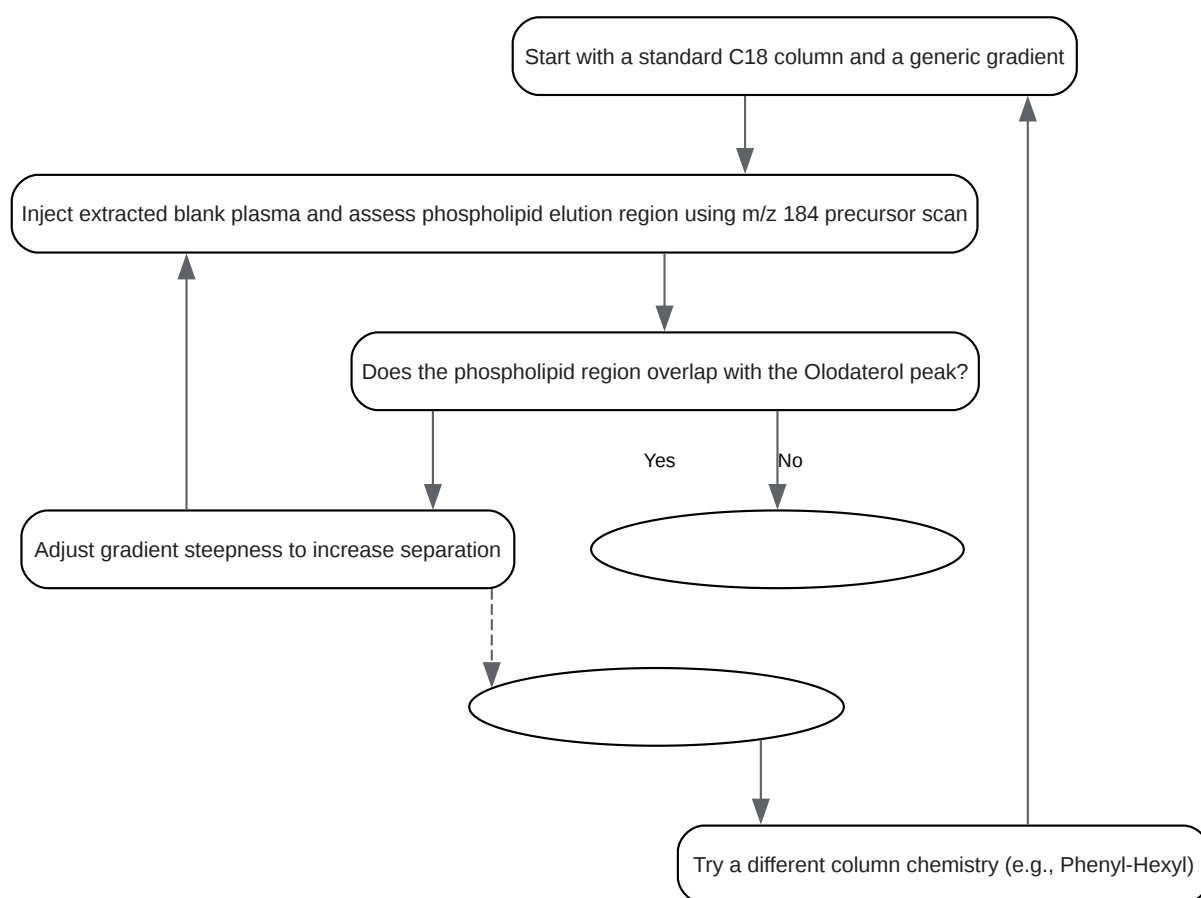 Start with a standard C18 column and a generic gradient
Inject extracted blank plasma and assess phospholipid elution region using m/z 184 precursor scan
Does the phospholipid region overlap with the Olodaterol peak?
Yes
No
Adjust gradient steepness to increase separation
Try a different column chemistry (e.g., Phenyl-Hexyl)